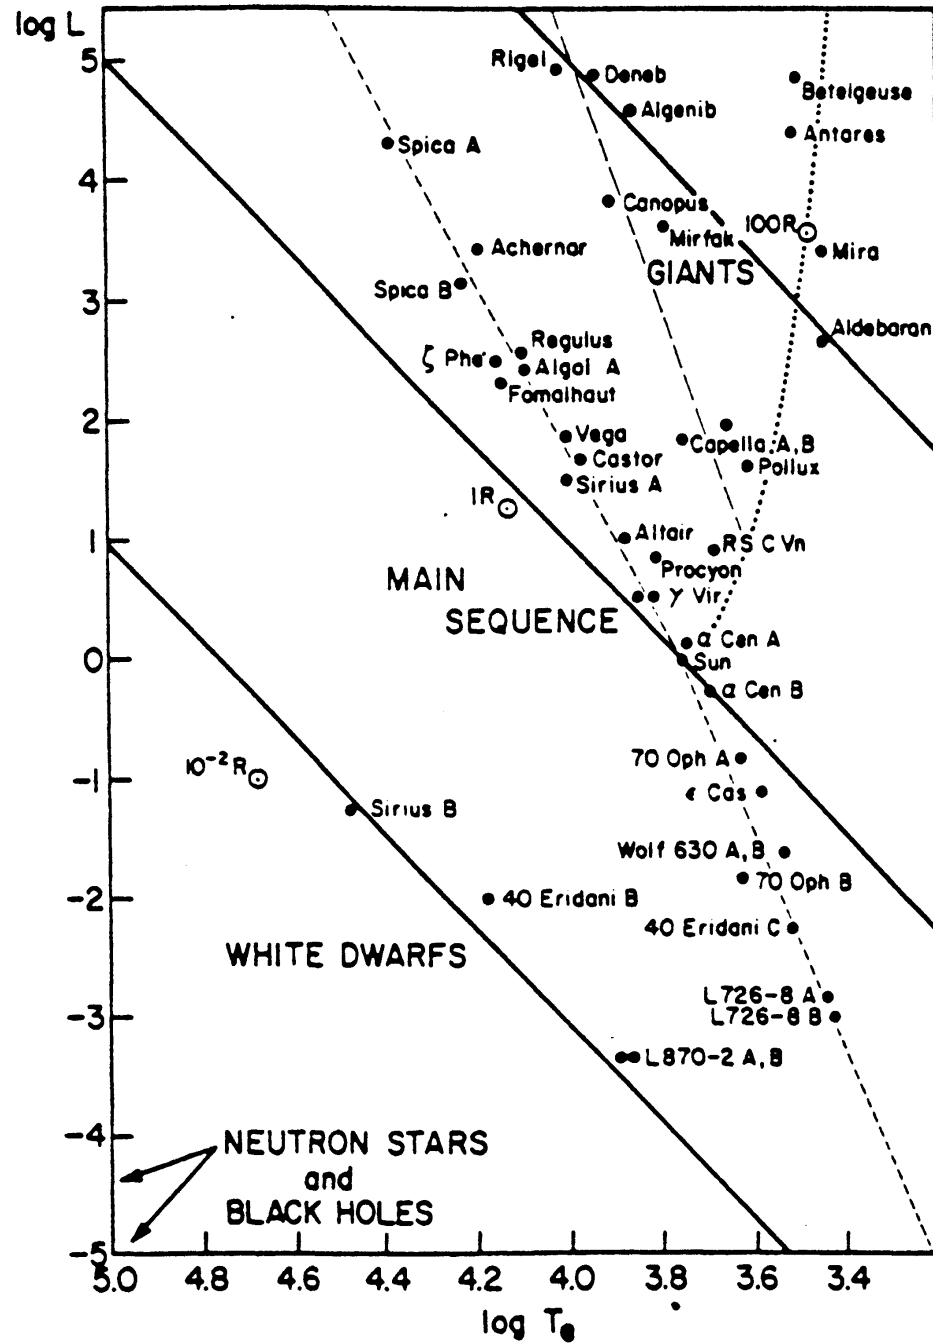 log L
5
4
3
2
1
0
-1
-2
-3
-4
-5
5.0
4.8
4.6
4.4
4.2
4.0
3.8
3.6
3.4
log Te
Rigel
Deneb
Betelgeuse
Algenib
Antares
Spica A
Canopus
100R
Mirfak
Mira
Achernar
GIANTS
Spica B
Aldebaran
Regulus
ζ Phe
Algol A
Fomalhaut
Vega
Capella A, B
Castor
Pollux
Sirius A
1R
Altair
RS C Vn
Procyon
MAIN
SEQUENCE
γ Vir
α Cen A
Sun
α Cen B
70 Oph A
10⁻²R
ϵ Cas
Sirius B
Wolf 630 A, B
70 Oph B
40 Eridani B
40 Eridani C
WHITE DWARFS
L726-8 A
L726-8 B
L870-2 A, B
NEUTRON STARS
and
BLACK HOLES